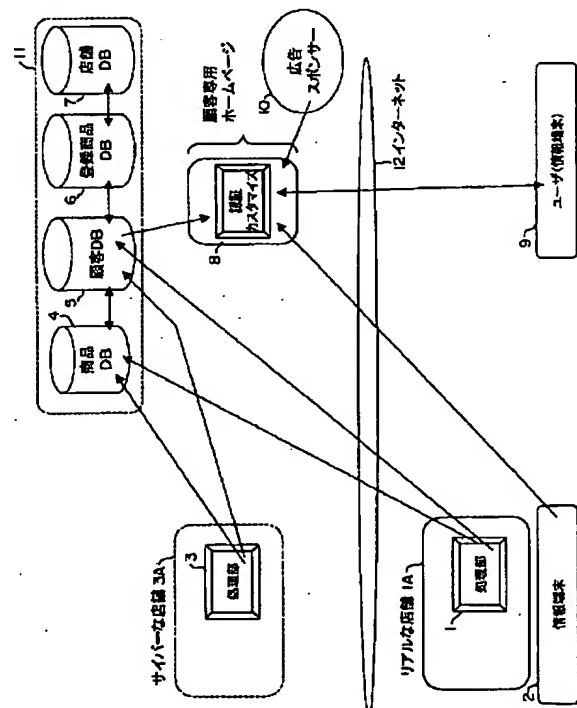 11
店舗
DB
7
登録商品
DB
6
顧客DB
5
商品
DB
4
顧客専用
ホームページ
認証
カスタマイズ
8
広告
スポンサー
10
12インターネット
サイバーな店舗 3A
処理部
3
リアルな店舗 1A
処理部
1
情報端末
2
ユーザ(情報端末)
9